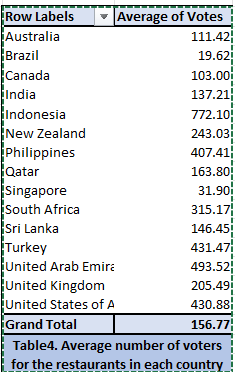 Row Labels Average of Votes
Australia 111.42
Brazil 19.62
Canada 103.00
India 137.21
Indonesia 772.10
New Zealand 243.03
Philippines 407.41
Qatar 163.80
Singapore 31.90
South Africa 315.17
Sri Lanka 146.45
Turkey 431.47
United Arab Emira 493.52
United Kingdom 205.49
United States of A 430.88
Grand Total 156.77
Table4. Average number of voters
for the restaurants in each country